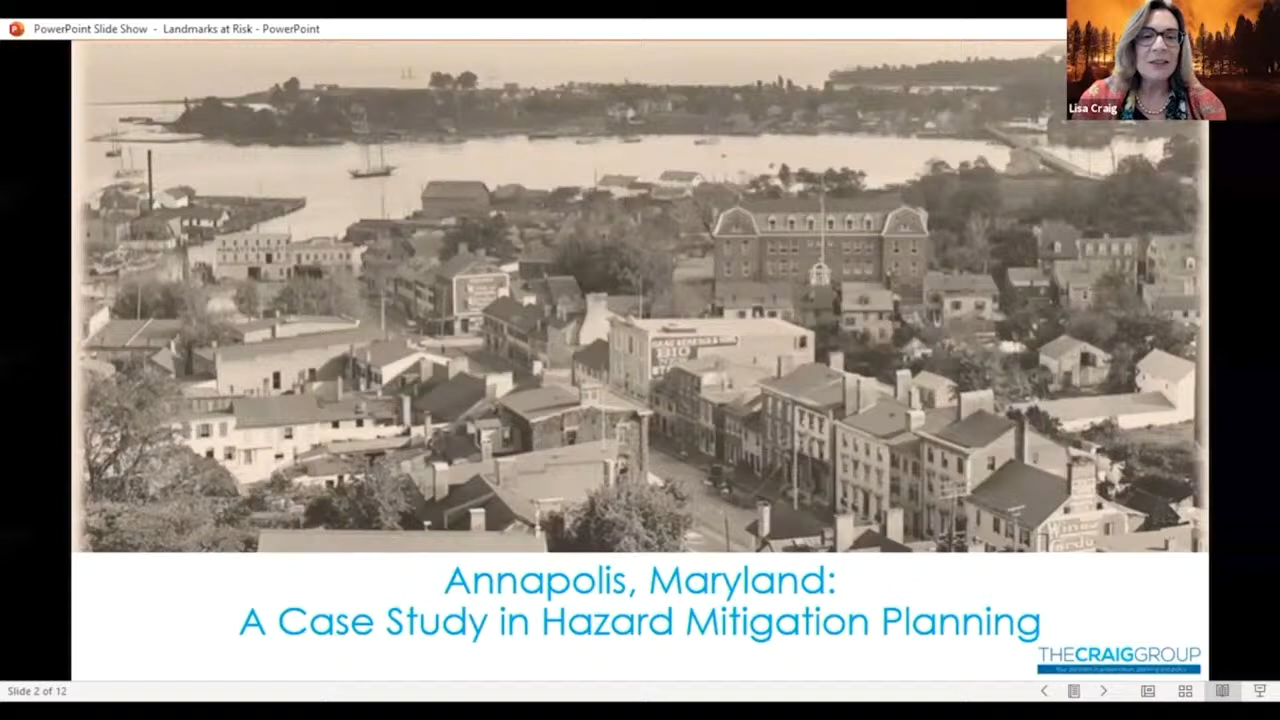 PowerPoint Slide Show - Landmarks at Risk - PowerPoint
Lisa Craig
BIO
Annapolis, Maryland:
A Case Study in Hazard Mitigation Planning
THECRAIGGROUP
Slide 2 of 12